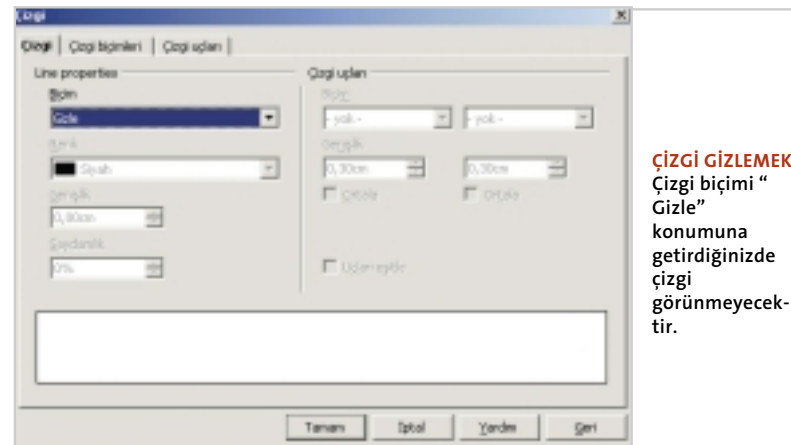 Çizgi
Çizgi Çizgi biçimleri Çizgi uçları
Line properties
Biçim
Gizle
Renk
Siyah
Genişlik
0,00cm
Saydamlık
0%
Çizgi uçları
Biçim
- yok - - yok -
Genişlik
0,30cm 0,30cm
Ortala Ortala
Tamam İptal Yardım Geri
ÇİZGİ GİZLEMEK
Çizgi biçimi “
Gizle”
konumuna
getirdiğinizde
çizgi
görünmeyecek-
tir.